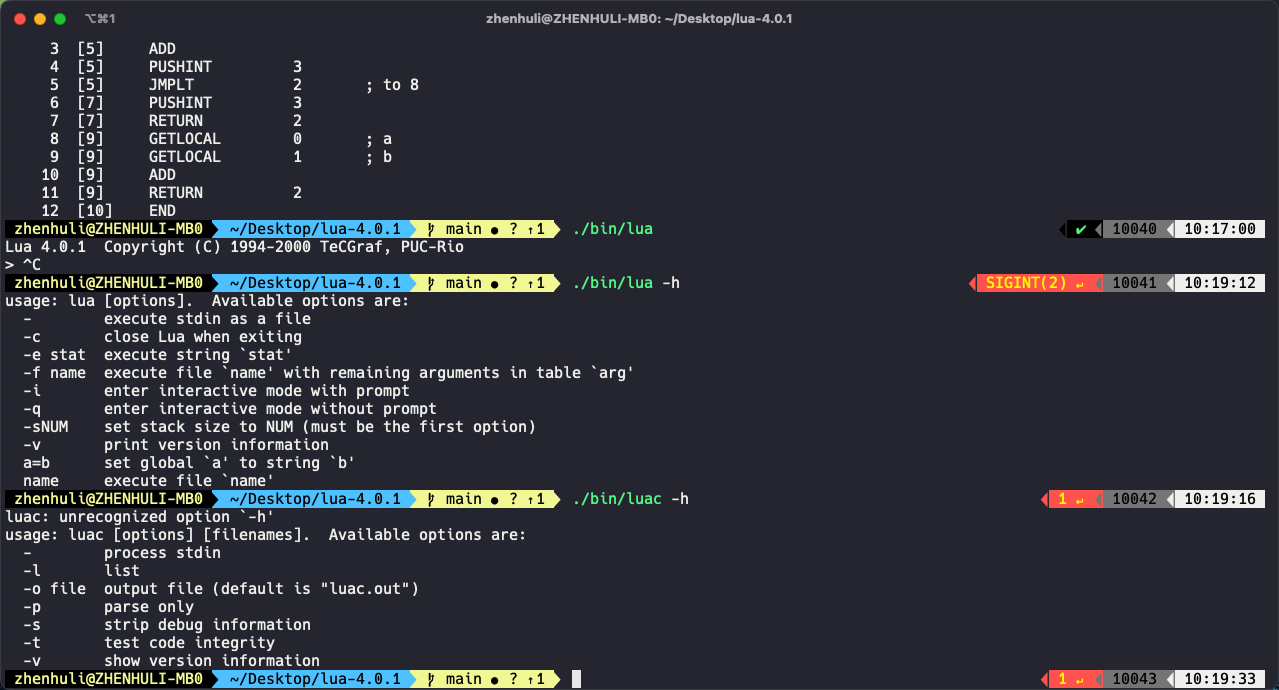 ⌥⌘1 zhenhuli@ZHENHULI-MB0: ~/Desktop/lua-4.0.1
3 [5] ADD
4 [5] PUSHINT 3
5 [5] JMPLT 2 ; to 8
6 [7] PUSHINT 3
7 [7] RETURN 2
8 [9] GETLOCAL 0 ; a
9 [9] GETLOCAL 1 ; b
10 [9] ADD
11 [9] RETURN 2
12 [10] END
zhenhuli@ZHENHULI-MB0 ~/Desktop/lua-4.0.1 main ● ? ↑1 ./bin/lua ✔ 10040 10:17:00
Lua 4.0.1  Copyright (C) 1994-2000 TeCGraf, PUC-Rio
> ^C
zhenhuli@ZHENHULI-MB0 ~/Desktop/lua-4.0.1 main ● ? ↑1 ./bin/lua -h SIGINT(2) ↵ 10041 10:19:12
usage: lua [options].  Available options are:
  -        execute stdin as a file
  -c       close Lua when exiting
  -e stat  execute string `stat'
  -f name  execute file `name' with remaining arguments in table `arg'
  -i       enter interactive mode with prompt
  -q       enter interactive mode without prompt
  -sNUM    set stack size to NUM (must be the first option)
  -v       print version information
  a=b      set global `a' to string `b'
  name     execute file `name'
zhenhuli@ZHENHULI-MB0 ~/Desktop/lua-4.0.1 main ● ? ↑1 ./bin/luac -h 1 ↵ 10042 10:19:16
luac: unrecognized option `-h'
usage: luac [options] [filenames].  Available options are:
  -        process stdin
  -l       list
  -o file  output file (default is "luac.out")
  -p       parse only
  -s       strip debug information
  -t       test code integrity
  -v       show version information
zhenhuli@ZHENHULI-MB0 ~/Desktop/lua-4.0.1 main ● ? ↑1 1 ↵ 10043 10:19:33